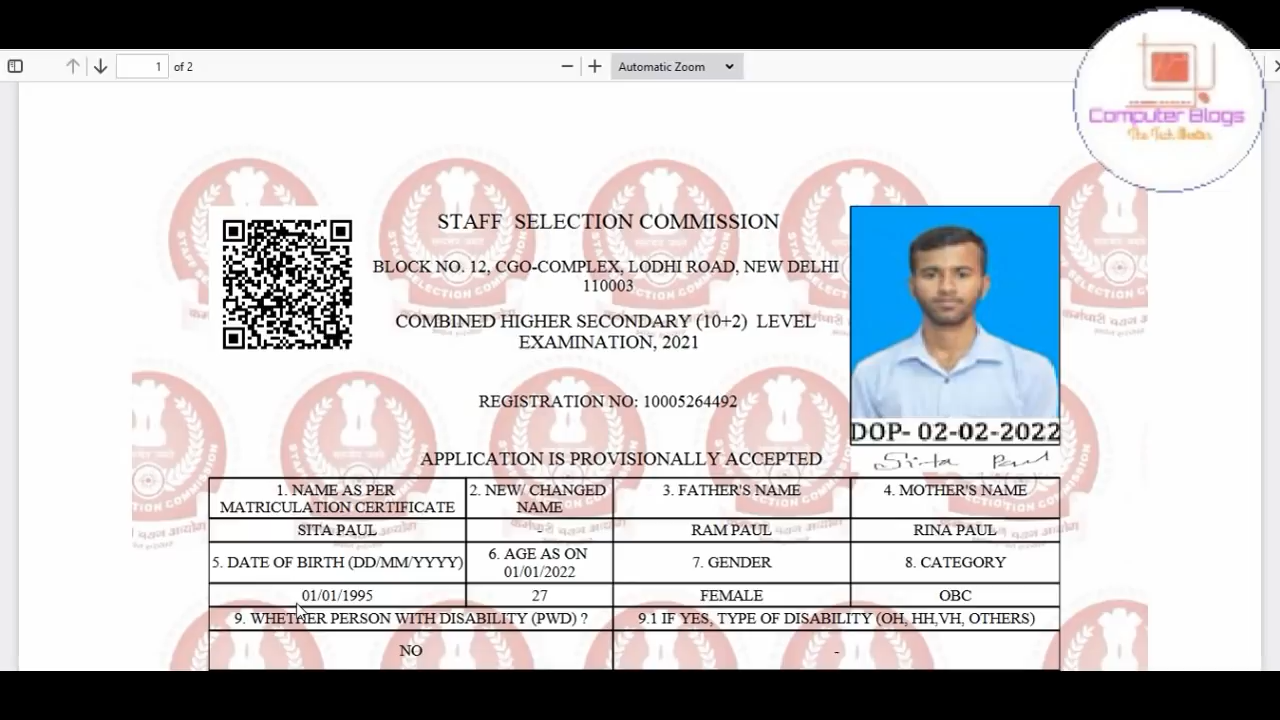 1 of 2
Automatic Zoom
Computer Blogs
STAFF SELECTION COMMISSION
BLOCK NO. 12, CGO-COMPLEX, LODHI ROAD, NEW DELHI
110003
COMBINED HIGHER SECONDARY (10+2) LEVEL
EXAMINATION, 2021
REGISTRATION NO: 10005264492
DOP- 02-02-2022
Sita Paul
APPLICATION IS PROVISIONALLY ACCEPTED
1. NAME AS PER
MATRICULATION CERTIFICATE
2. NEW/ CHANGED
NAME
3. FATHER'S NAME
4. MOTHER'S NAME
SITA PAUL
-
RAM PAUL
RINA PAUL
5. DATE OF BIRTH (DD/MM/YYYY)
6. AGE AS ON
01/01/2022
7. GENDER
8. CATEGORY
01/01/1995
27
FEMALE
OBC
9. WHETHER PERSON WITH DISABILITY (PWD) ?
9.1 IF YES, TYPE OF DISABILITY (OH, HH,VH, OTHERS)
NO
-